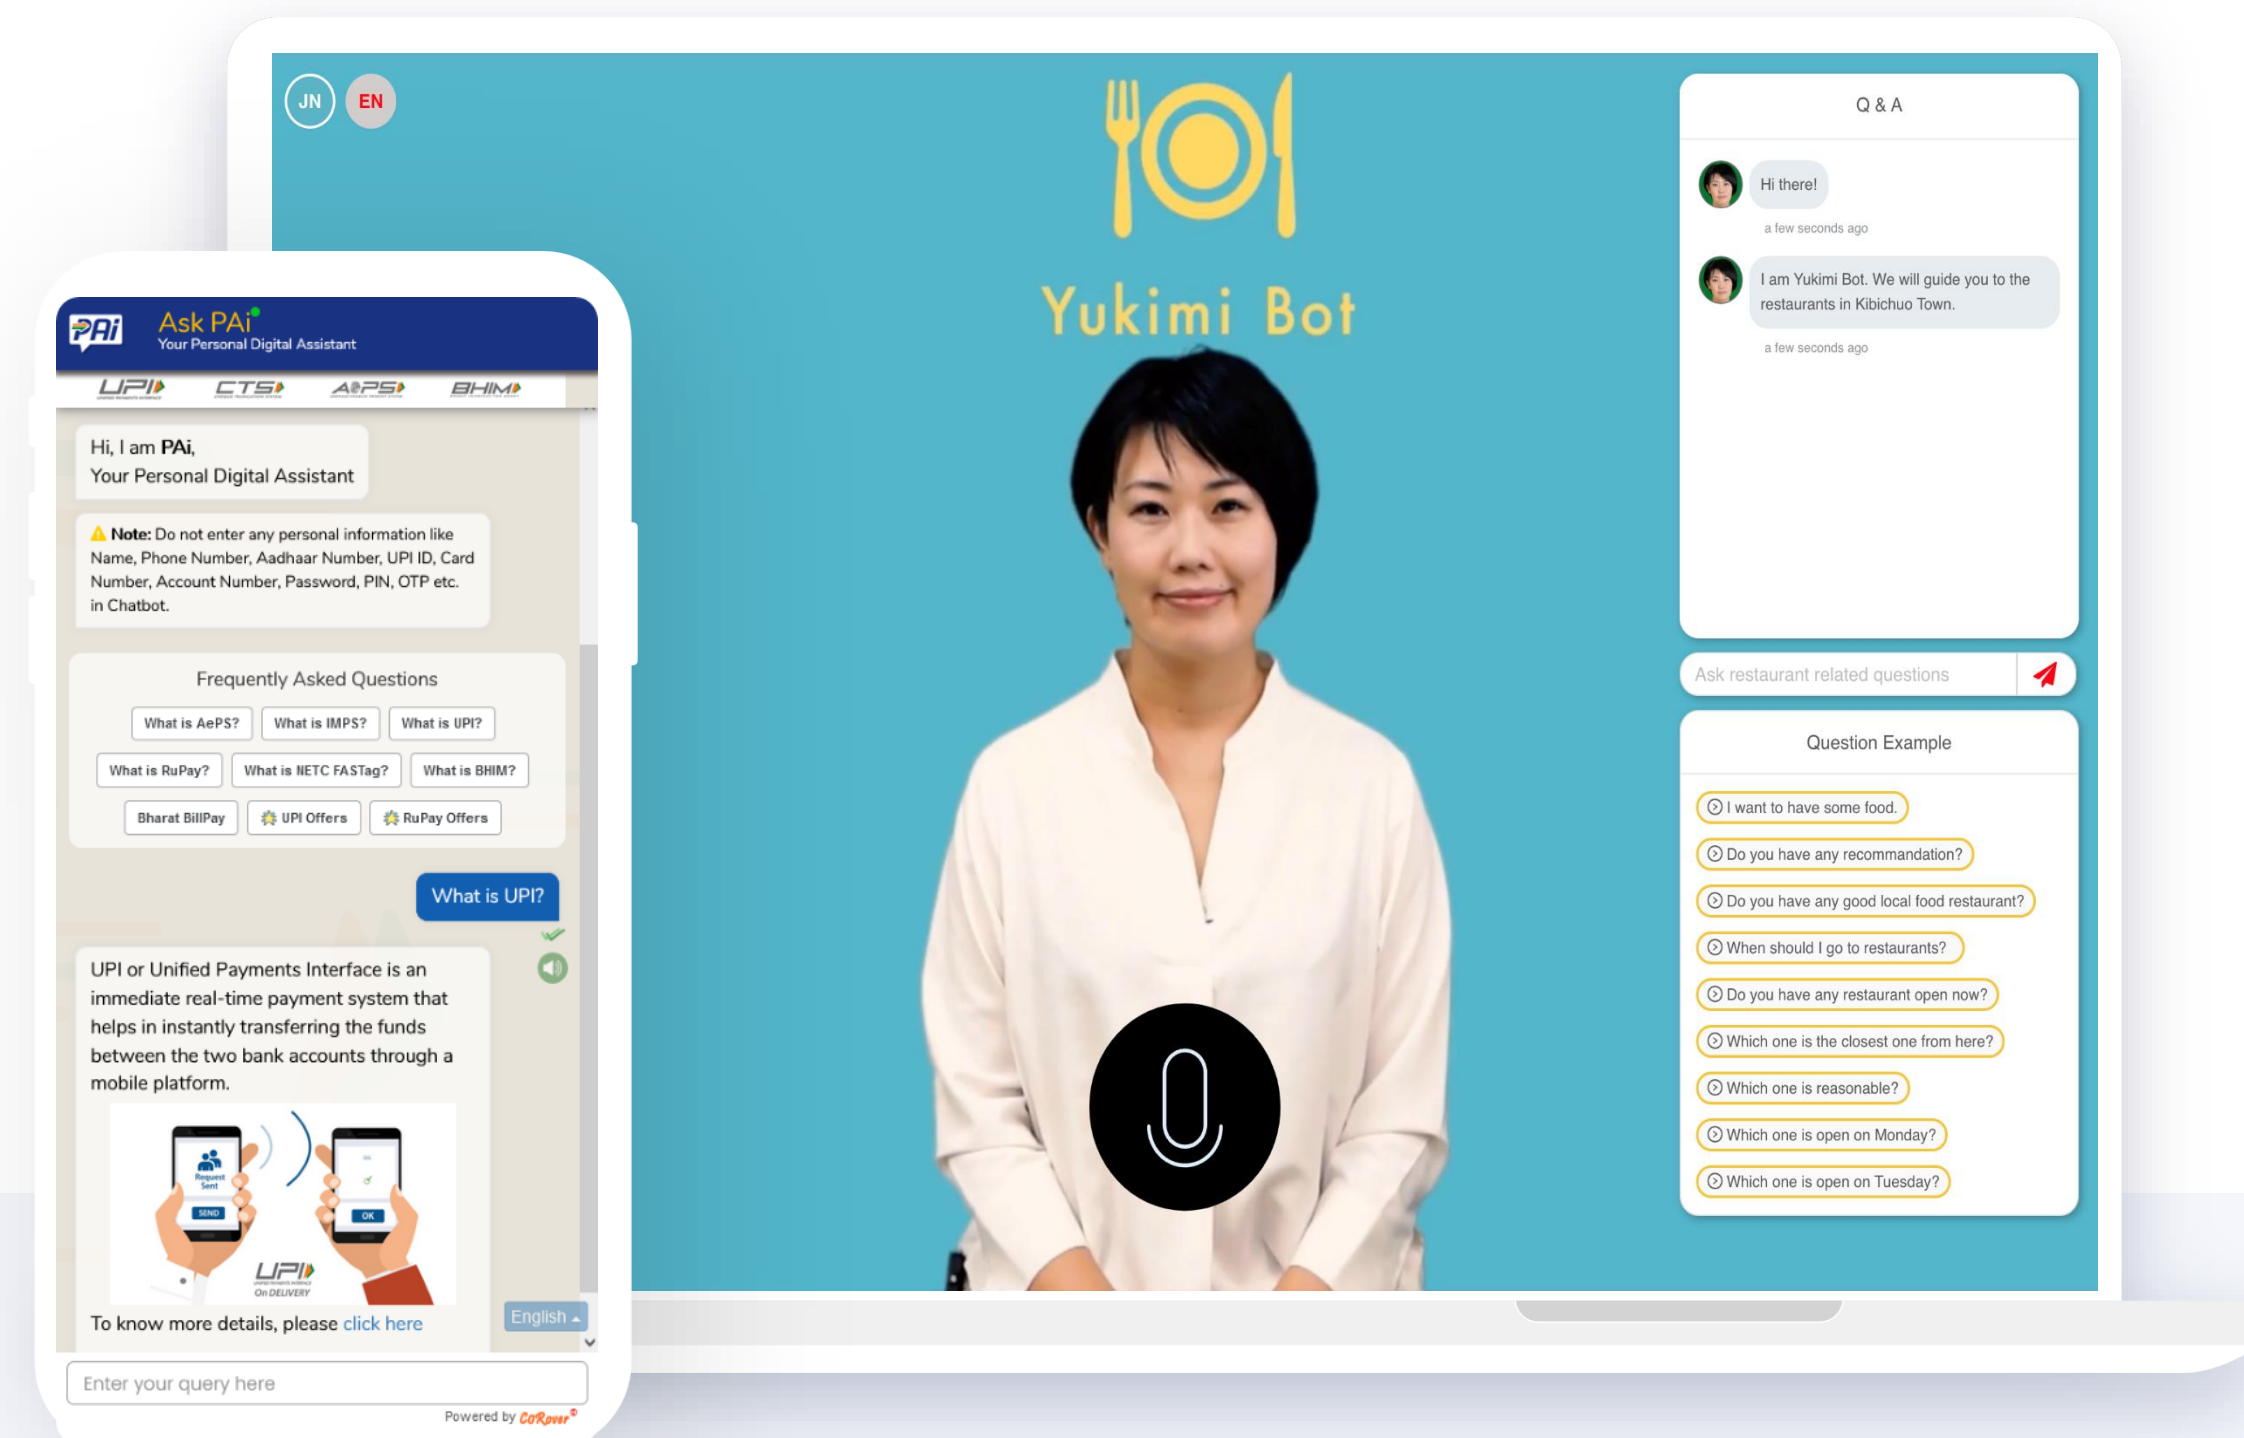 JN EN
Yukimi Bot
Q & A
Hi there!
a few seconds ago
I am Yukimi Bot. We will guide you to the
restaurants in Kibichuo Town.
a few seconds ago
Ask restaurant related questions
Question Example
I want to have some food.
Do you have any recommandation?
Do you have any good local food restaurant?
When should I go to restaurants?
Do you have any restaurant open now?
Which one is the closest one from here?
Which one is reasonable?
Which one is open on Monday?
Which one is open on Tuesday?
PAi
Ask PAi
Your Personal Digital Assistant
UPI CTS AePS BHIM
Hi, I am PAi,
Your Personal Digital Assistant
Note: Do not enter any personal information like
Name, Phone Number, Aadhaar Number, UPI ID, Card
Number, Account Number, Password, PIN, OTP etc.
in Chatbot.
Frequently Asked Questions
What is AePS? What is IMPS? What is UPI?
What is RuPay? What is NETC FASTag? What is BHIM?
Bharat BillPay UPI Offers RuPay Offers
What is UPI?
UPI or Unified Payments Interface is an
immediate real-time payment system that
helps in instantly transferring the funds
between the two bank accounts through a
mobile platform.
Request
Sent
SEND
OK
UPI
UNIFIED PAYMENTS INTERFACE
On DELIVERY
To know more details, please click here
English
Enter your query here
Powered by CoRover